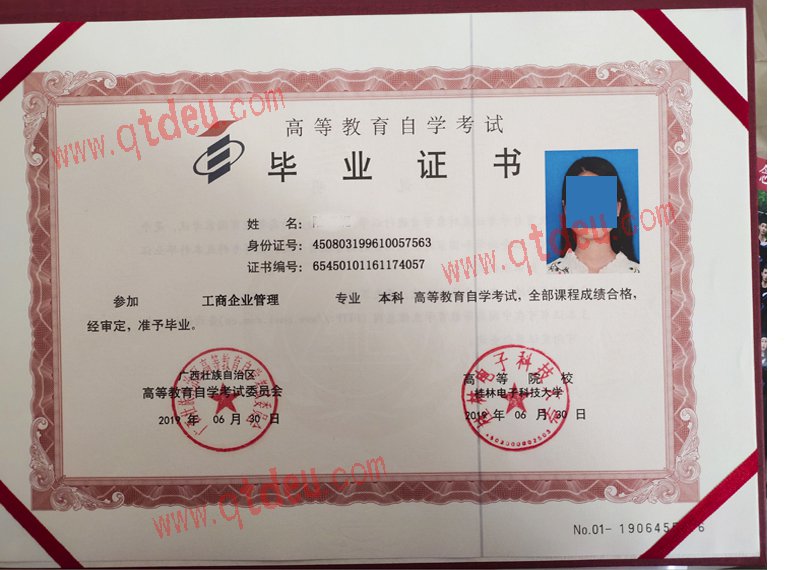 www.qtdeu.com
高等教育自学考试
毕业证书
姓名：
身份证号：450803199610057563
证书编号：65450101161174057
www.qtdeu.com
参加 工商企业管理 专业 本科 高等教育自学考试，全部课程成绩合格，
经审定，准予毕业。
广西壮族自治区
高等教育自学考试委员会
2019 年 06 月 30 日
高等院校
桂林电子科技大学
2019 年 06 月 30 日
www.qtdeu.com
No.01-